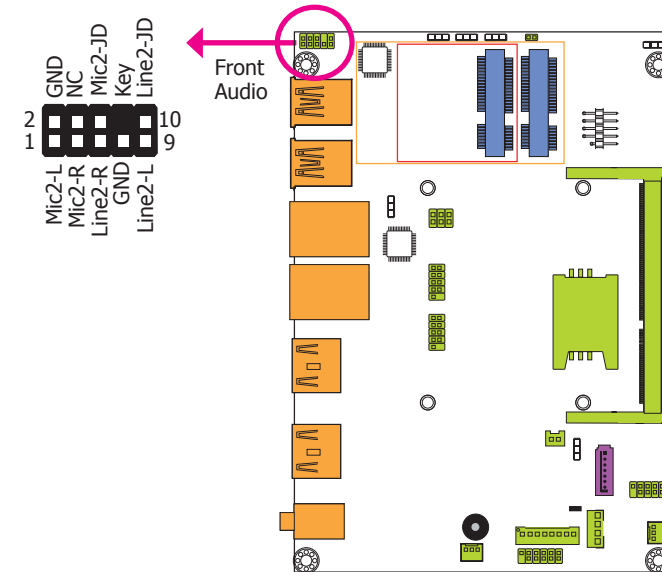 GND
NC
Mic2-JD
Key
Line2-JD
2
10
1
9
Mic2-L
Mic2-R
Line2-R
GND
Line2-L
Front
Audio